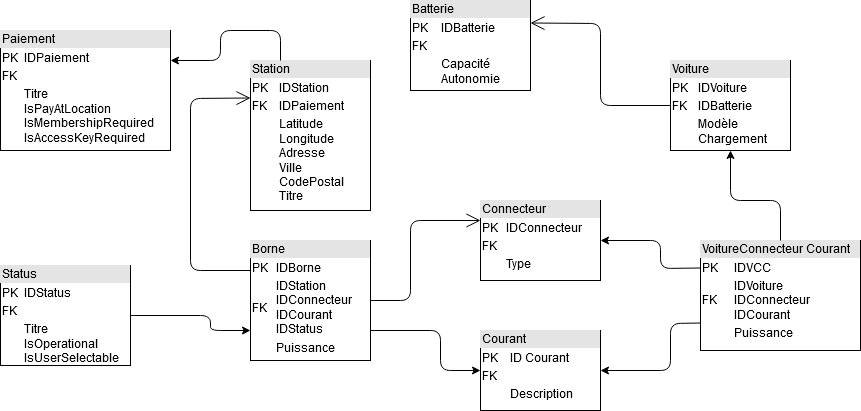 Paiement
PK IDPaiement
FK
Titre
IsPayAtLocation
IsMembershipRequired
IsAccessKeyRequired
Station
PK IDStation
FK IDPaiement
Latitude
Longitude
Adresse
Ville
CodePostal
Titre
Batterie
PK IDBatterie
FK
Capacité
Autonomie
Voiture
PK IDVoiture
FK IDBatterie
Modèle
Chargement
Connecteur
PK IDConnecteur
FK
Type
Status
PK IDStatus
FK
Titre
IsOperational
IsUserSelectable
Borne
PK IDBorne
IDStation
FK IDConnecteur
IDCourant
IDStatus
Puissance
Courant
PK ID Courant
FK
Description
VoitureConnecteur Courant
PK IDVCC
IDVoiture
FK IDConnecteur
IDCourant
Puissance